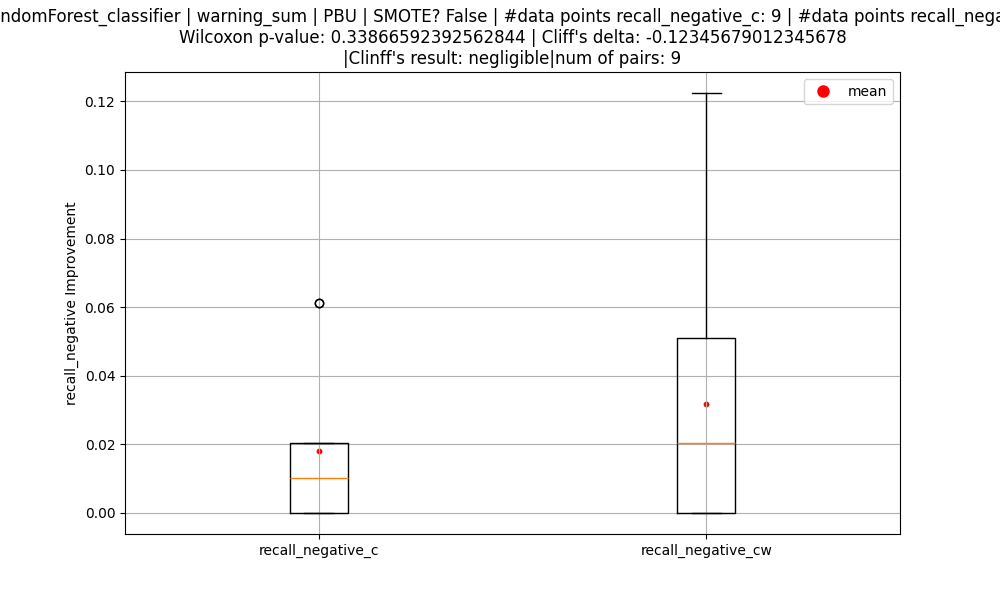 ndomForest_classifier | warning_sum | PBU | SMOTE? False | #data points recall_negative_c: 9 | #data points recall_nega
Wilcoxon p-value: 0.33866592392562844 | Cliff's delta: -0.12345679012345678
|Clinff's result: negligible|num of pairs: 9
mean
0.12
0.10
0.08
0.06
0.04
0.02
0.00
recall_negative Improvement
recall_negative_c
recall_negative_cw